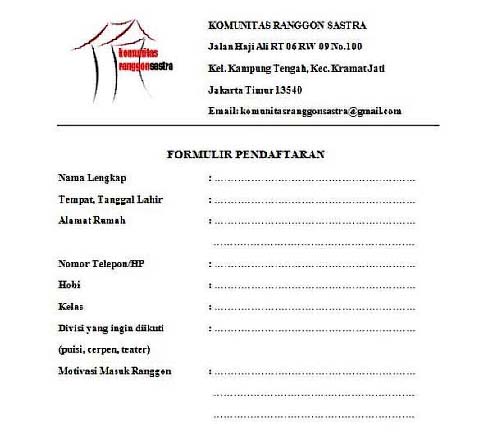 komunitas
ranggonsastra
KOMUNITAS RANGGON SASTRA
Jalan Haji Ali RT 06 RW 09 No.100
Kel. Kampung Tengah, Kec. Kramat Jati
Jakarta Timur 13540
Email: komunitasranggonsastra@gmail.com
FORMULIR PENDAFTARAN
Nama Lengkap : ........................................................
Tempat, Tanggal Lahir : ........................................................
Alamat Rumah : ........................................................
........................................................
Nomor Telepon/HP : ........................................................
Hobi : ........................................................
Kelas : ........................................................
Divisi yang ingin diikuti : ........................................................
(puisi, cerpen, teater)
Motivasi Masuk Ranggon : ........................................................
........................................................
........................................................